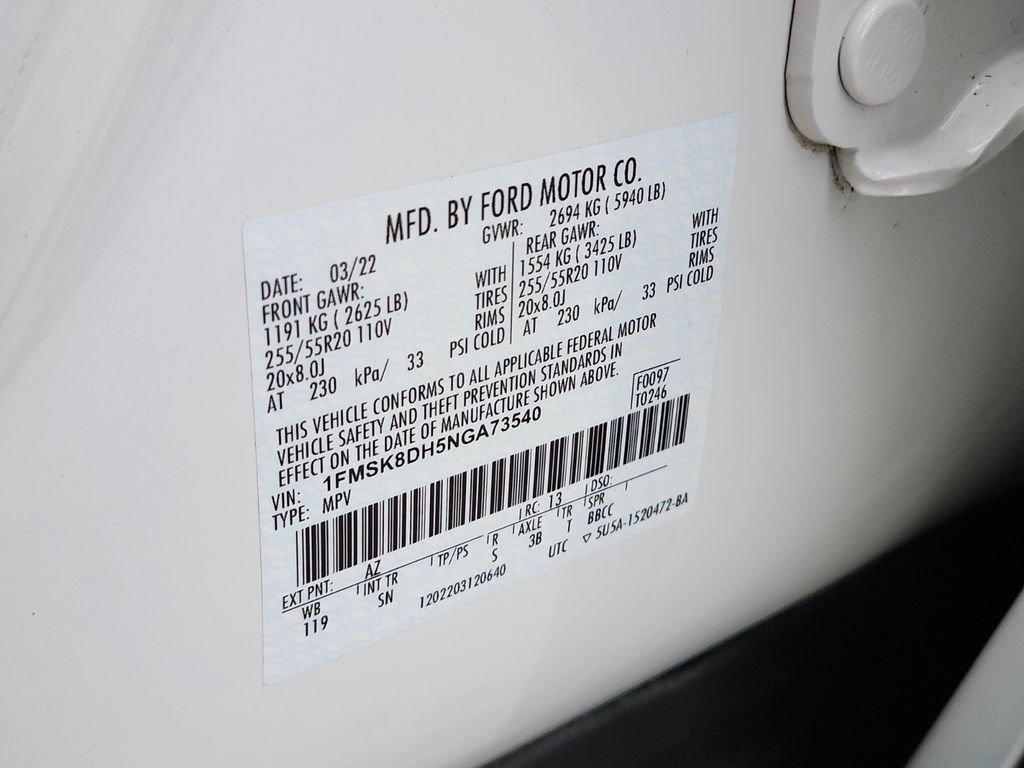 MFD. BY FORD MOTOR CO.
DATE: 03/22 GVWR: 2694 KG ( 5940 LB)
FRONT GAWR: REAR GAWR:
1191 KG ( 2625 LB) WITH 1554 KG ( 3425 LB) WITH
255/55R20 110V TIRES 255/55R20 110V TIRES
20x8.0J RIMS 20x8.0J RIMS
AT 230 kPa/ 33 PSI COLD AT 230 kPa/ 33 PSI COLD
THIS VEHICLE CONFORMS TO ALL APPLICABLE FEDERAL MOTOR
VEHICLE SAFETY AND THEFT PREVENTION STANDARDS IN
EFFECT ON THE DATE OF MANUFACTURE SHOWN ABOVE.
VIN: 1FMSK8DH5NGA73540 F0097
TYPE: MPV T0246
EXT PNT: AZ RC: 13 DSO:
WB INT TR TP/PS R AXLE TR SPR
119 SN S 3B T BBCC
1202203120640 UTC ▽ 5U5A-1520472-BA